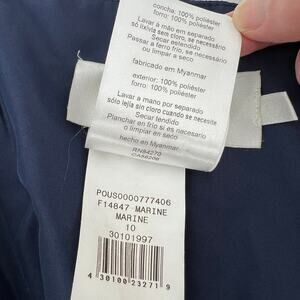 concha: 100% poliéster
forro: 100% poliéster
Lavar à mão em separado
só lixívia sem cloro, se necessário
Secar estendido
Passar a ferro frio, se necessário
ou limpar a seco
fabricado em Myanmar
exterior: 100% poliéster
forro: 100% poliéster
Lavar a mano por separado
sólo lejía sin cloro cuando se necesite
Secar tendido
Planchar en frío si es necesario
o limpiar en seco
hecho en Myanmar
RN84270
CA56206
POUS0000777406
F14847 MARINE
MARINE
10
30101997
4 30100 23271 9